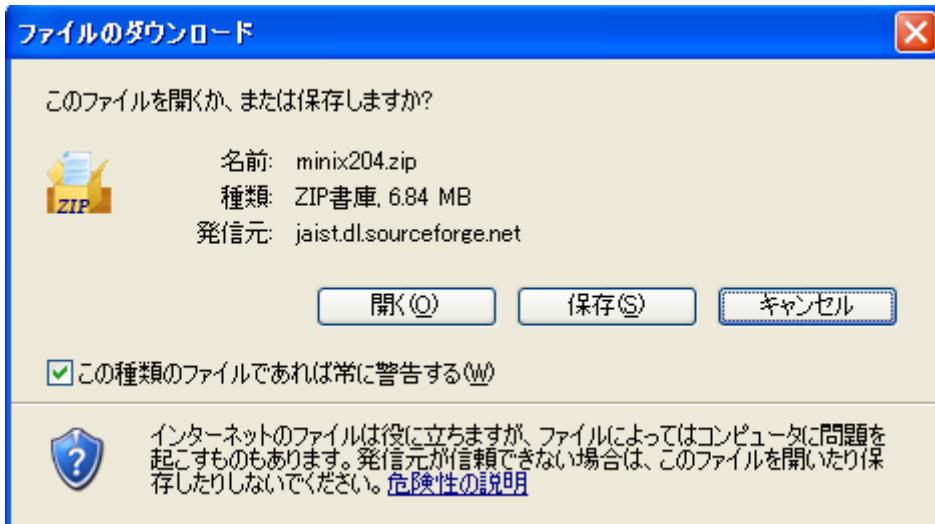 ファイルのダウンロード
このファイルを開くか、または保存しますか?
ZIP
名前: minix204.zip
種類: ZIP書庫, 6.84 MB
発信元: jaist.dl.sourceforge.net
開く(O) 保存(S) キャンセル
この種類のファイルであれば常に警告する(W)
インターネットのファイルは役に立ちますが、ファイルによってはコンピュータに問題を
起こすものもあります。発信元が信頼できない場合は、このファイルを開いたり保
存したりしないでください。危険性の説明